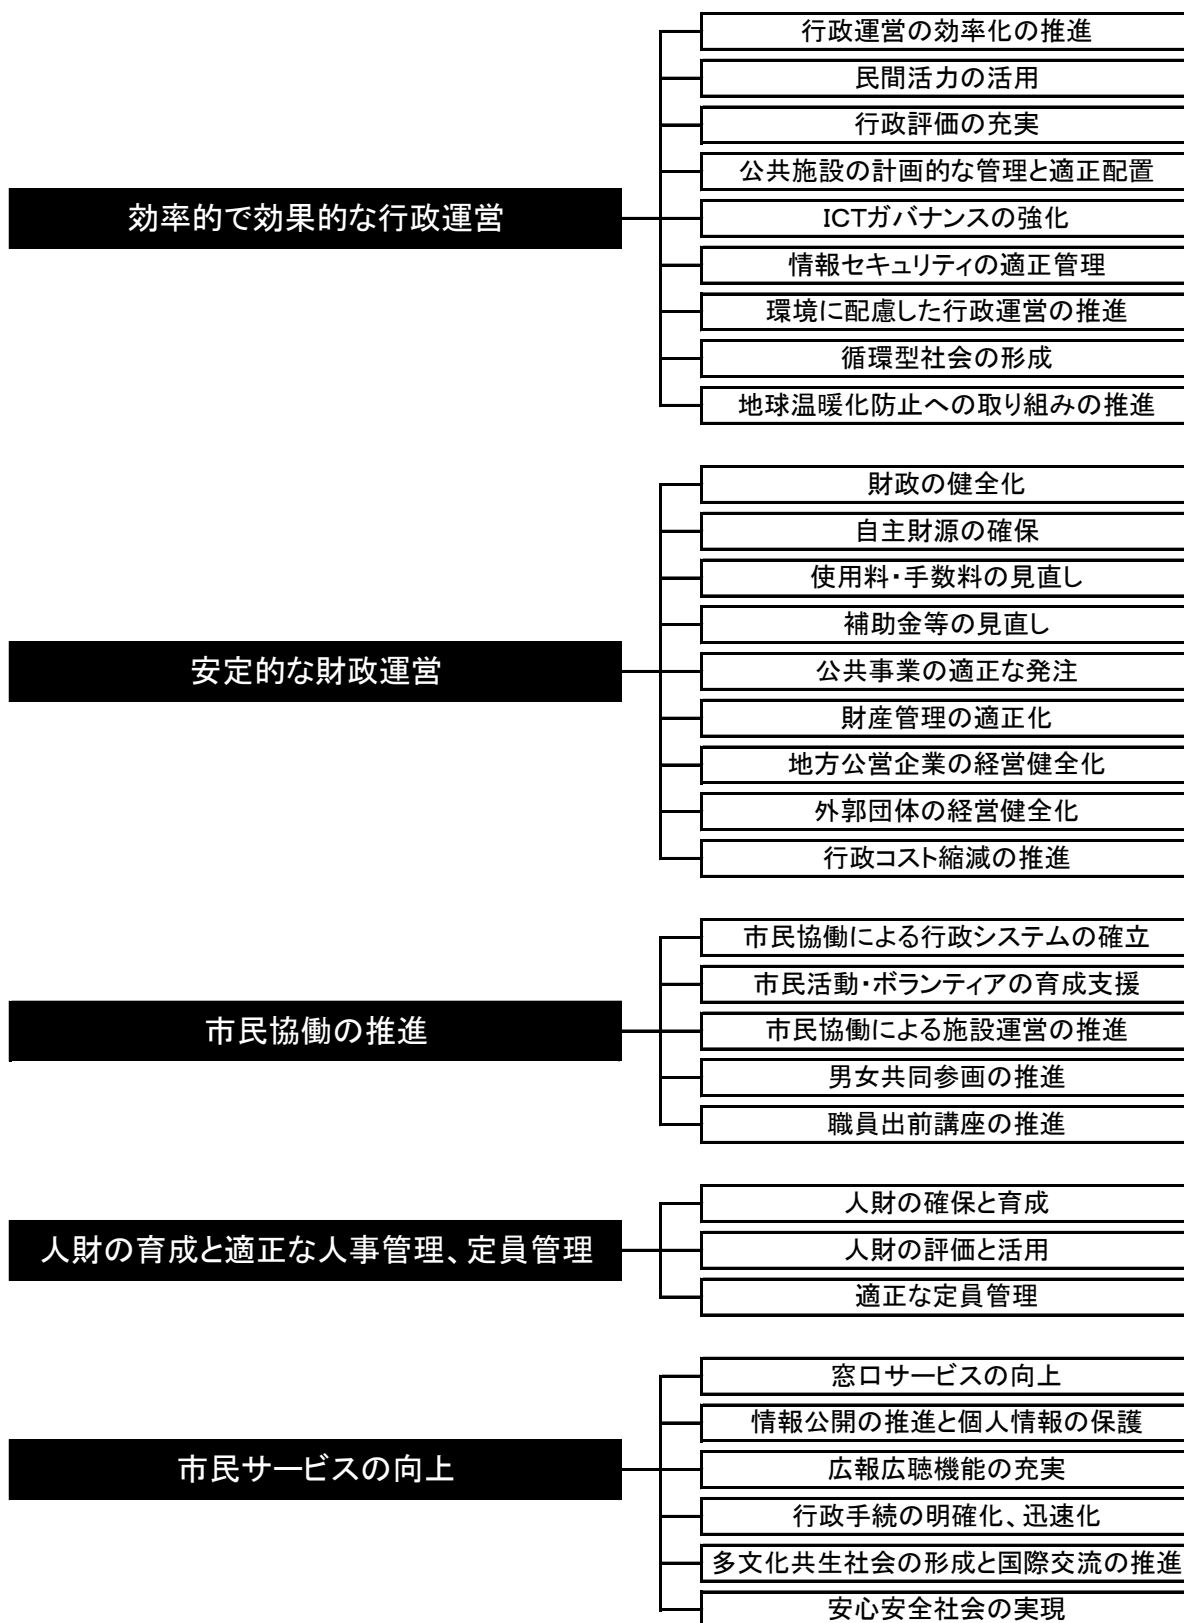 効率的で効果的な行政運営
行政運営の効率化の推進
民間活力の活用
行政評価の充実
公共施設の計画的な管理と適正配置
ICTガバナンスの強化
情報セキュリティの適正管理
環境に配慮した行政運営の推進
循環型社会の形成
地球温暖化防止への取り組みの推進
安定的な財政運営
財政の健全化
自主財源の確保
使用料・手数料の見直し
補助金等の見直し
公共事業の適正な発注
財産管理の適正化
地方公営企業の経営健全化
外郭団体の経営健全化
行政コスト縮減の推進
市民協働の推進
市民協働による行政システムの確立
市民活動・ボランティアの育成支援
市民協働による施設運営の推進
男女共同参画の推進
職員出前講座の推進
人財の育成と適正な人事管理、定員管理
人財の確保と育成
人財の評価と活用
適正な定員管理
市民サービスの向上
窓口サービスの向上
情報公開の推進と個人情報の保護
広報広聴機能の充実
行政手続の明確化、迅速化
多文化共生社会の形成と国際交流の推進
安心安全社会の実現